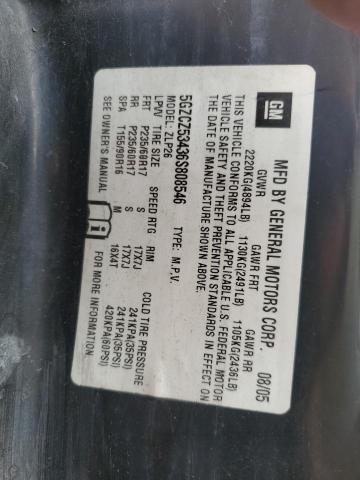 GM MFD BY GENERAL MOTORS CORP. 08/05
GVWR GAWR FRT GAWR RR
2220KG(4894LB) 1130KG(2491LB) 1105KG(2436LB)
THIS VEHICLE CONFORMS TO ALL APPLICABLE U.S. FEDERAL MOTOR
VEHICLE SAFETY AND THEFT PREVENTION STANDARDS IN EFFECT ON
THE DATE OF MANUFACTURE SHOWN ABOVE.
5GZCZ53436S808546 TYPE: M.P.V.
MODEL: ZLP26
LPVV TIRE SIZE SPEED RTG RIM COLD TIRE PRESSURE
FRT P235/60R17 S 17X7J 241KPA(35PSI)
RR P235/60R17 S 17X7J 241KPA(35PSI)
SPA T155/90R16 M 16X4T 420KPA(60PSI)
SEE OWNER'S MANUAL i FOR MORE INFORMATION